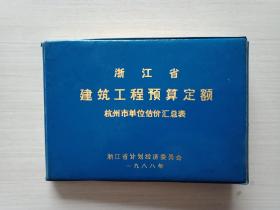 浙江省
建筑工程预算定额
杭州市单位估价汇总表
浙江省计划经济委员会
一九八八年